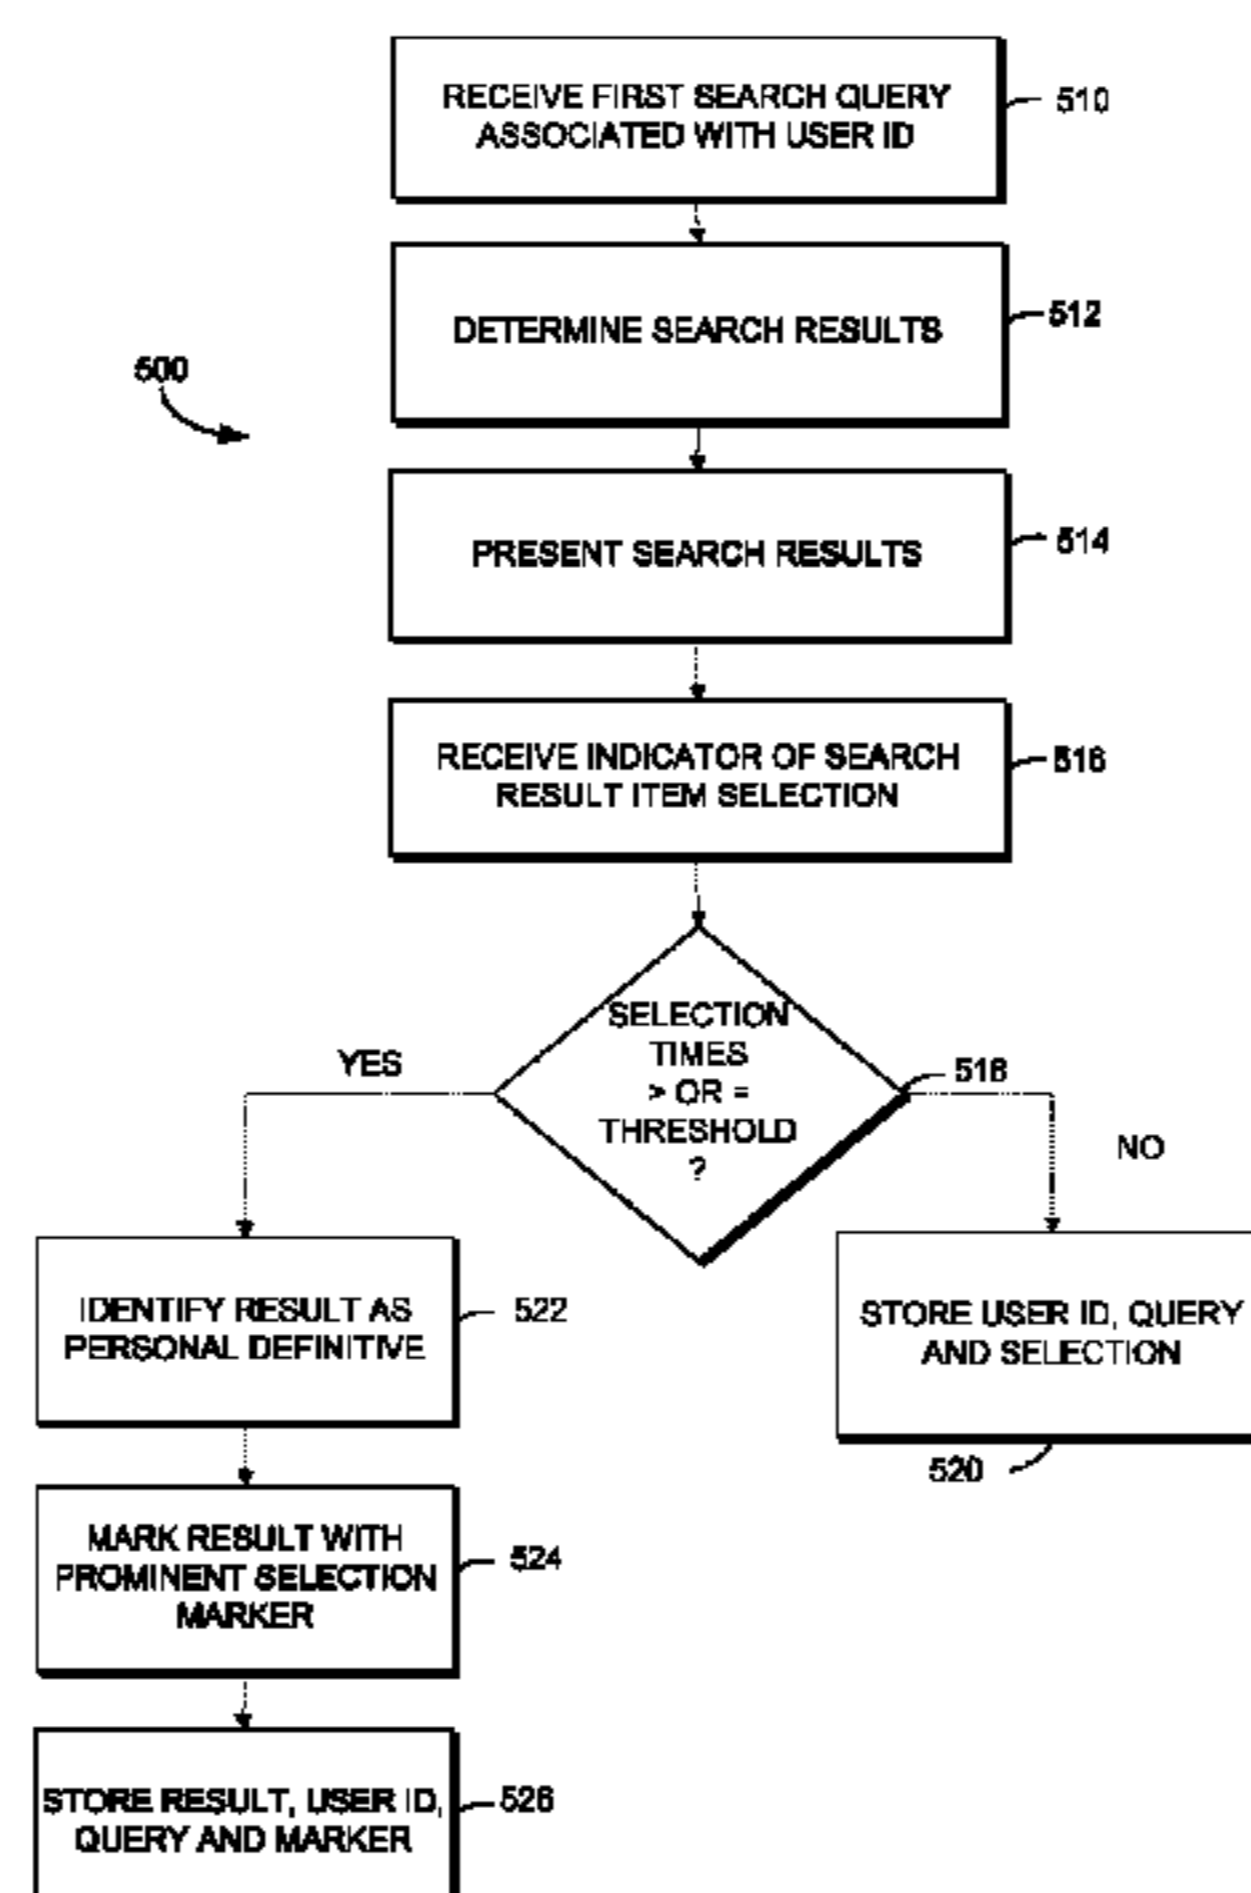 RECEIVE FIRST SEARCH QUERY
ASSOCIATED WITH USER ID
510
DETERMINE SEARCH RESULTS
512
500
PRESENT SEARCH RESULTS
514
RECEIVE INDICATOR OF SEARCH
RESULT ITEM SELECTION
516
SELECTION
TIMES
> OR =
THRESHOLD
?
518
YES
NO
IDENTIFY RESULT AS
PERSONAL DEFINITIVE
522
STORE USER ID, QUERY
AND SELECTION
520
MARK RESULT WITH
PROMINENT SELECTION
MARKER
524
STORE RESULT, USER ID,
QUERY AND MARKER
526